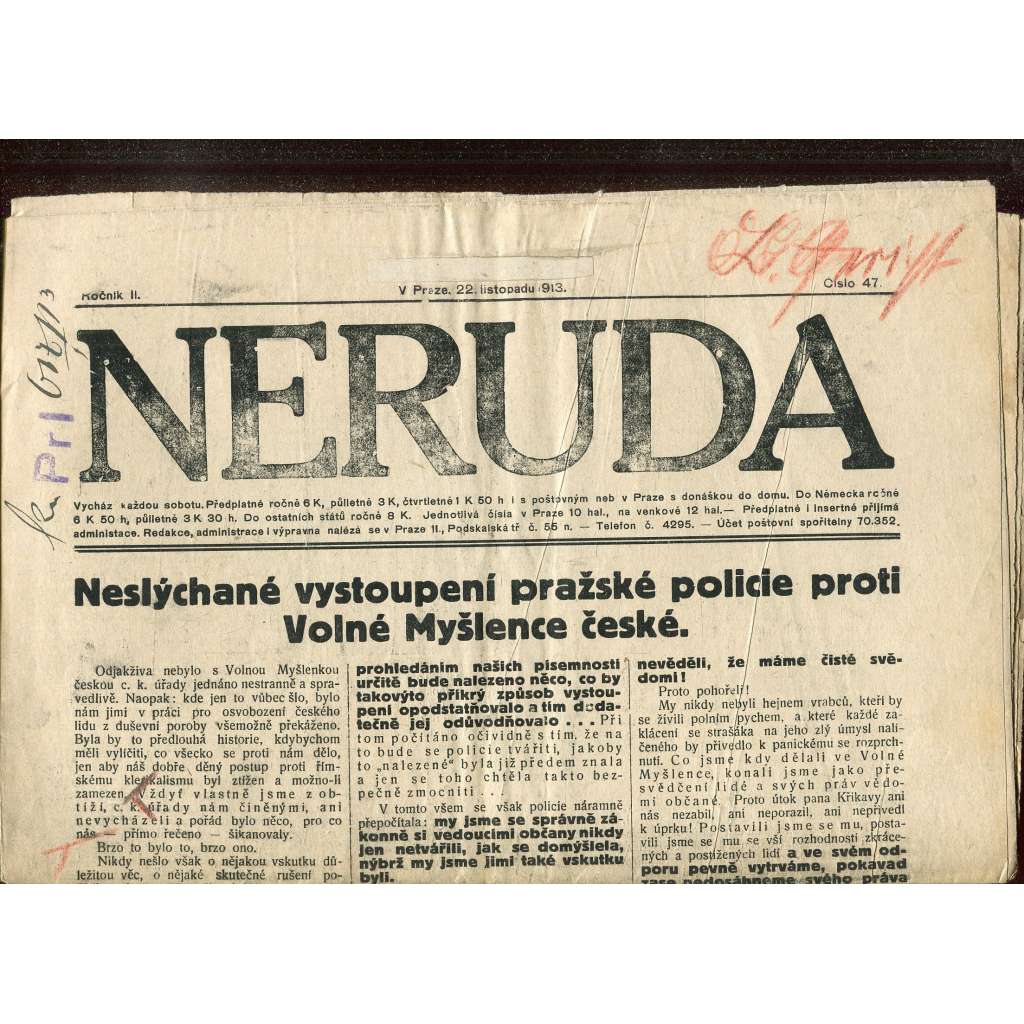 Ročník II.
V Praze, 22. listopadu 1913.
Číslo 47.
NERUDA
Vychází každou sobotu. Předplatné ročně 6 K, půlletně 3 K, čtvrtletně 1 K 50 h i s poštovným neb v Praze s donáškou do domu. Do Německa ročně
6 K 50 h, půlletně 3 K 30 h. Do ostatních států ročně 8 K. Jednotlivá čísla v Praze 10 hal., na venkově 12 hal. — Předplatné i insertné přijímá
administace. Redakce, administrace i výpravna nalézá se v Praze II., Podskalská tř. č. 55 n. — Telefon č. 4295. — Účet poštovní spořitelny 70.352.
Neslýchané vystoupení pražské policie proti
Volné Myšlence české.
Odjakživa nebylo s Volnou Myšlenkou
českou c. k. úřady jednáno nestranně a spra-
vedlivě. Naopak: kde jen to vůbec šlo, bylo
nám jimi v práci pro osvobození českého
lidu z duševní poroby všemožně překáženo.
Byla by to předlouhá historie, kdybychom
měli vylíčiti, co všecko se proti nám dělo,
jen aby náš dobře děný postup proti řím-
skému klerikalismu byl ztížen a možno-li
zamezen. Vždyť vlastně jsme z ob-
tíží, c. k. úřady nám činěnými, ani
nevycházeli a pořád bylo něco, pro co
nás — přímo řečeno — šikanovaly.
Brzo to bylo to, brzo ono.
Nikdy nešlo však o nějakou vskutku dů-
ležitou věc, o nějaké skutečné rušení po-
prohledáním našich písemností
určitě bude nalezeno něco, co by
takovýto příkrý způsob vystou-
pení opodstatňovalo a tím doda-
tečně jej odůvodňovalo . . . Při
tom počítáno očividně s tím, že na
to bude se policie tvářiti, jakoby
to „nalezené“ byla již předem znala
a jen se toho chtěla takto bez-
pečně zmocniti . . .
V tomto všem se však policie náramně
přepočítala: my jsme se správně zá-
konně si vedoucími občany nikdy
jen netvářili, jak se domýšlela,
nýbrž my jsme jimi také vskutku
byli.
nevěděli, že máme čisté svě-
domí!
Proto pohořeli!
My nikdy nebyli hejnem vrabců, kteří by
se živili polním pychem, a které každé za-
klácení se strašáka na jeho zlý úmysl nalí-
čeného by přivedlo k panickému se rozprch-
nutí. Co jsme kdy dělali ve Volné
Myšlence, konali jsme jako pře-
svědčení lidé a svých práv vědo-
mi občané. Proto útok pana Křikavy ani
nás nezabil, ani neporazil, ani nepřivedl
k úprku! Postavili jsme se mu, posta-
vili jsme se mu se vší rozhodností zkráce-
ných a postižených lidí a ve svém od-
poru pevně vytrváme, pokavad
zase nedosáhneme svého práva
Prl